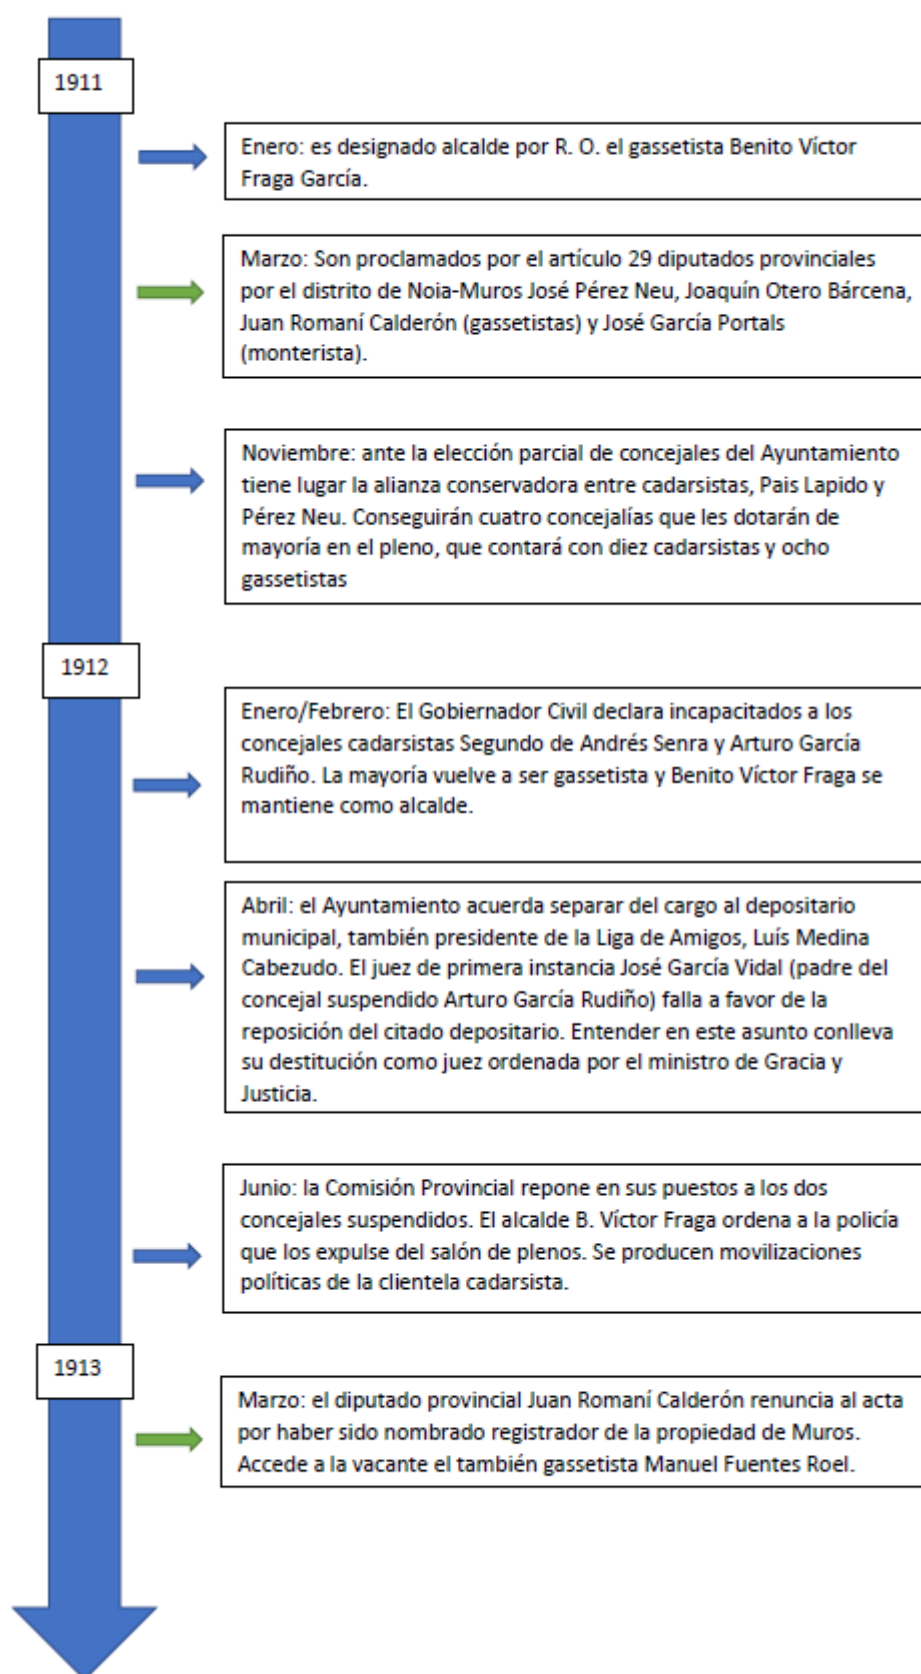 1911
Enero: es designado alcalde por R. O. el gassetista Benito Víctor
Fraga García.
Marzo: Son proclamados por el artículo 29 diputados provinciales
por el distrito de Noia-Muros José Pérez Neu, Joaquín Otero Bárcena,
Juan Romaní Calderón (gassetistas) y José García Portals
(monterista).
Noviembre: ante la elección parcial de concejales del Ayuntamiento
tiene lugar la alianza conservadora entre cadarsistas, Pais Lapido y
Pérez Neu. Conseguirán cuatro concejalías que les dotarán de
mayoría en el pleno, que contará con diez cadarsistas y ocho
gassetistas
1912
Enero/Febrero: El Gobernador Civil declara incapacitados a los
concejales cadarsistas Segundo de Andrés Senra y Arturo García
Rudiño. La mayoría vuelve a ser gassetista y Benito Víctor Fraga se
mantiene como alcalde.
Abril: el Ayuntamiento acuerda separar del cargo al depositario
municipal, también presidente de la Liga de Amigos, Luís Medina
Cabezudo. El juez de primera instancia José García Vidal (padre del
concejal suspendido Arturo García Rudiño) falla a favor de la
reposición del citado depositario. Entender en este asunto conlleva
su destitución como juez ordenada por el ministro de Gracia y
Justicia.
Junio: la Comisión Provincial repone en sus puestos a los dos
concejales suspendidos. El alcalde B. Víctor Fraga ordena a la policía
que los expulse del salón de plenos. Se producen movilizaciones
políticas de la clientela cadarsista.
1913
Marzo: el diputado provincial Juan Romaní Calderón renuncia al acta
por haber sido nombrado registrador de la propiedad de Muros.
Accede a la vacante el también gassetista Manuel Fuentes Roel.